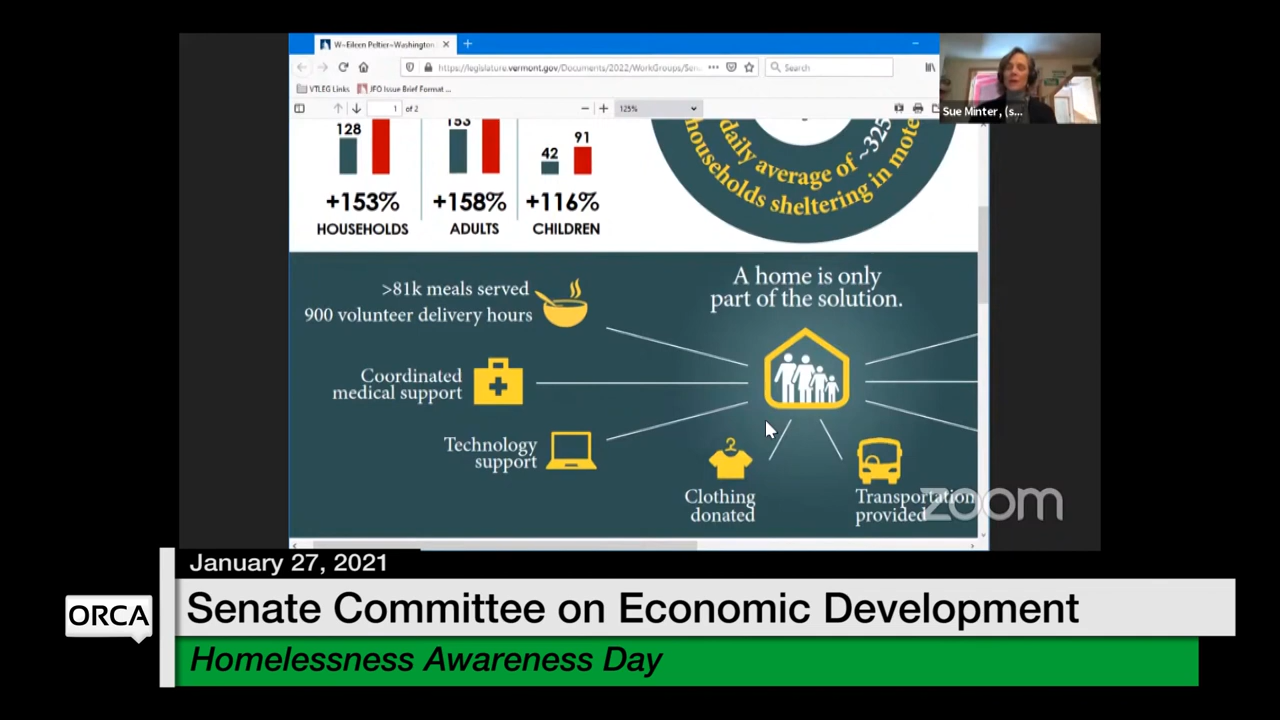 W~Eileen Peltier~Washington
https://legislature.vermont.gov/Documents/2022/WorkGroups/Sen
Search
VTLEG Links
JFO Issue Brief Format ...
1 of 2
125%
Sue Minter, (s...
128
153
42
91
+153%
+158%
+116%
HOUSEHOLDS
ADULTS
CHILDREN
daily average of ~325
households sheltering in mote
>81k meals served
900 volunteer delivery hours
A home is only
part of the solution.
Coordinated
medical support
Technology
support
Clothing
donated
Transportation
provided
zoom
January 27, 2021
ORCA
Senate Committee on Economic Development
Homelessness Awareness Day